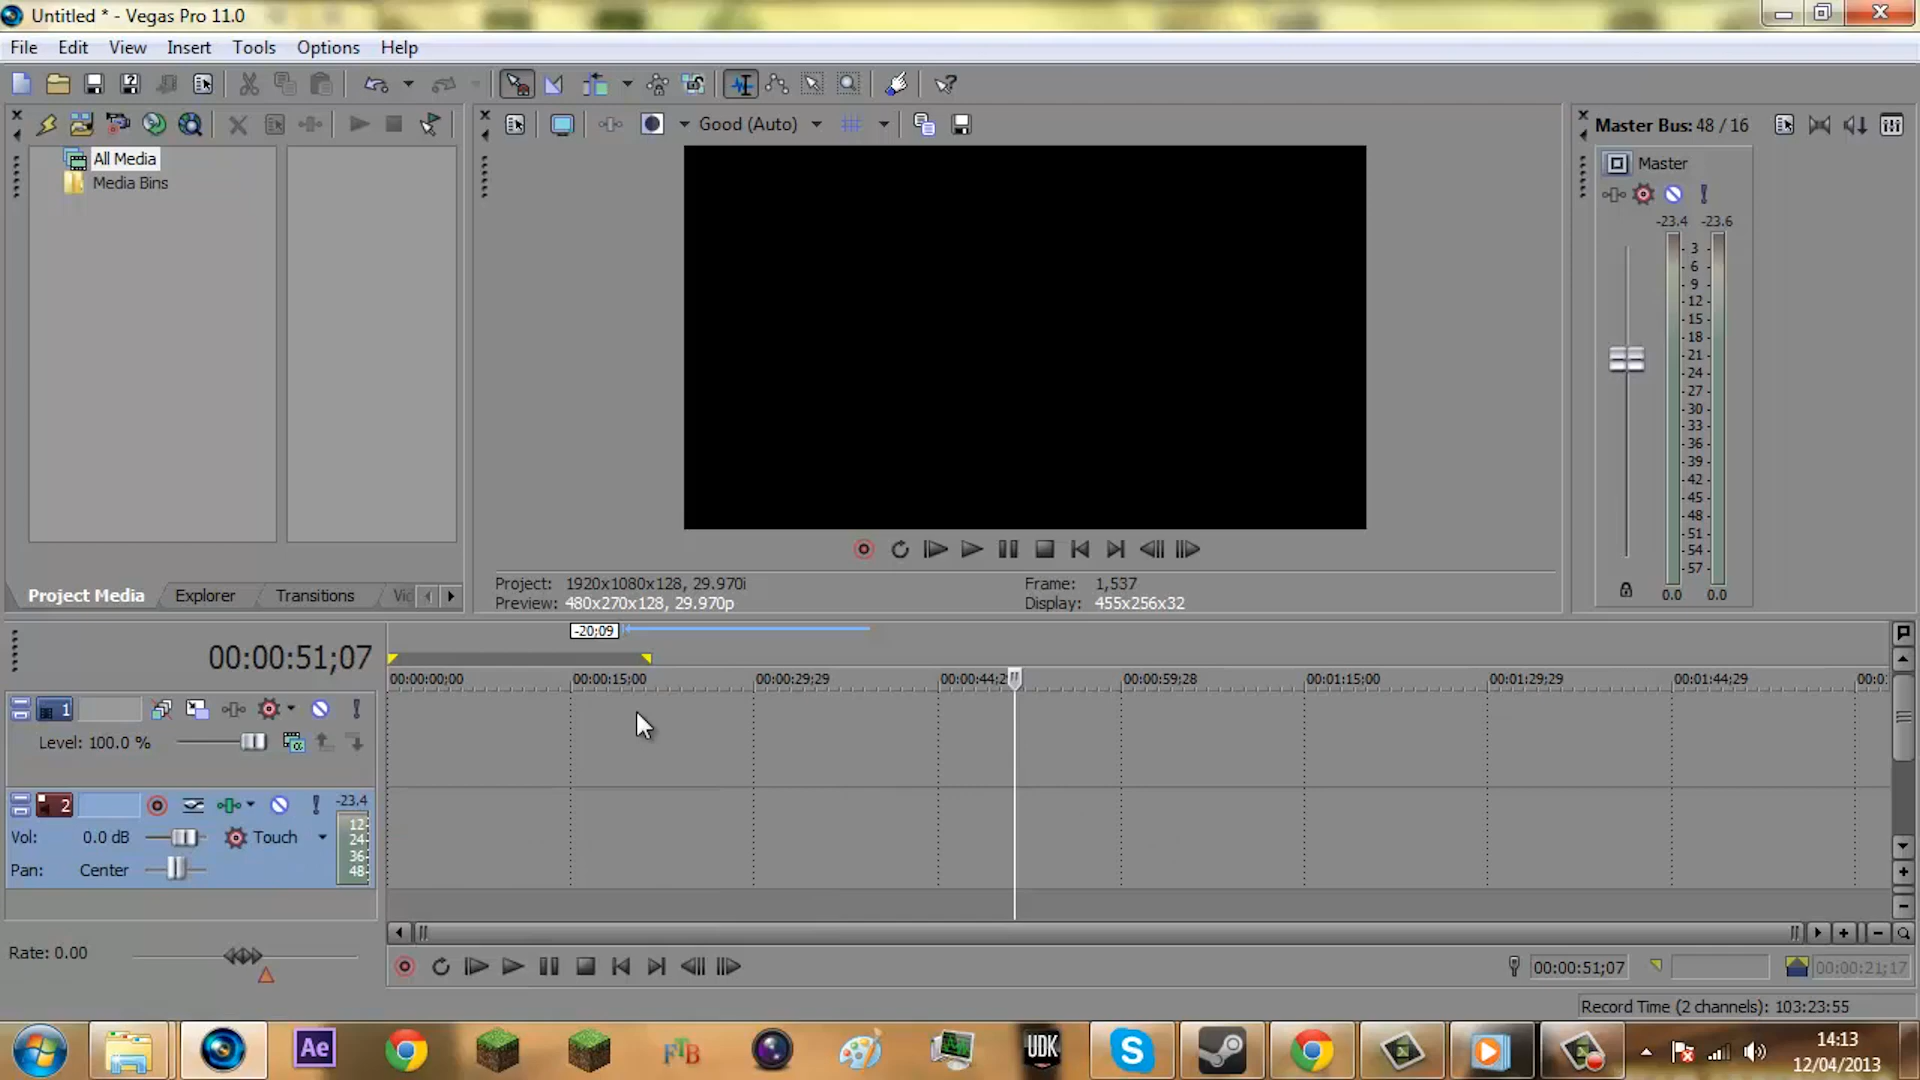 Untitled * - Vegas Pro 11.0
File Edit View Insert Tools Options Help
Good (Auto)
Master Bus: 48 / 16
All Media
Media Bins
Master
-23.4 -23.6
3
6
9
12
15
18
21
24
27
30
33
36
39
42
45
48
51
54
57
0.0 0.0
Project Media Explorer Transitions
Project: 1920x1080x128, 29.970i
Preview: 480x270x128, 29.970p
Frame: 1,537
Display: 455x256x32
-20;09
00:00:51;07
00:00:00;00 00:00:15;00 00:00:29;29 00:00:44;2 00:00:59;28 00:01:15;00 00:01:29;29 00:01:44;29 00:0
1
Level: 100.0 %
2
-23.4
Vol: 0.0 dB Touch
Pan: Center
12
24
36
48
Rate: 0.00
00:00:51;07
00:00:21;17
Record Time (2 channels): 103:23:55
Ae
FTB
UDK
14:13
12/04/2013